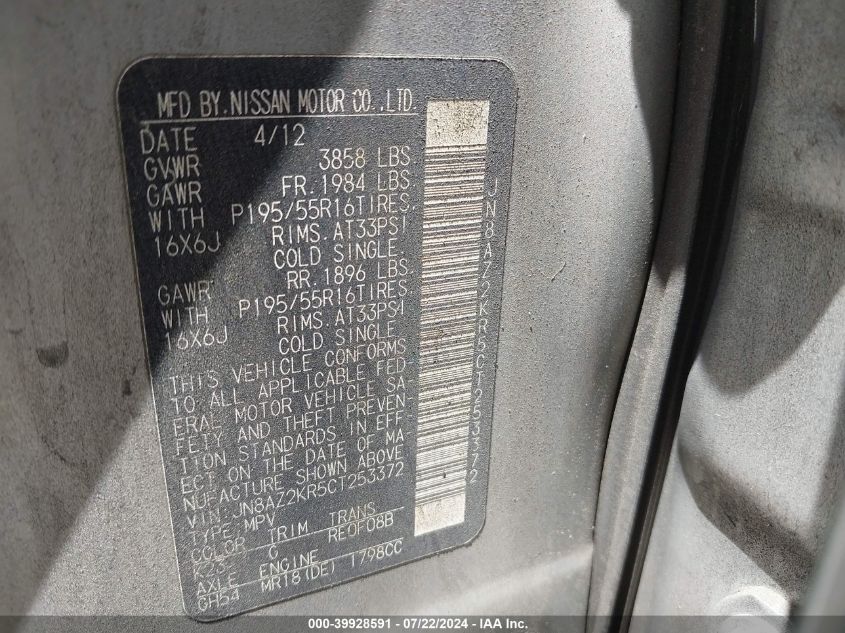 MFD BY.NISSAN MOTOR CO.,LTD.
DATE 4/12
GVWR 3858 LBS
GAWR FR.1984 LBS
WITH P195/55R16TIRES.
16X6J RIMS.AT33PSI
COLD SINGLE.
GAWR RR.1896 LBS.
WITH P195/55R16TIRES
16X6J RIMS.AT33PSI
COLD SINGLE
THIS VEHICLE CONFORMS
TO ALL APPLICABLE FED-
ERAL MOTOR VEHICLE SA-
FETY AND THEFT PREVEN-
TION STANDARDS IN EFF-
ECT ON THE DATE OF MA
NUFACTURE SHOWN ABOVE
VIN:JN8AZ2KR5CT253372
TYPE MPV
COLOR TRIM TRANS
K23 G RE0F08B
AXLE ENGINE
GH54 MR18(DE) 1798CC
JN8AZ2KR5CT253372
000-39928591 - 07/22/2024 - IAA Inc.